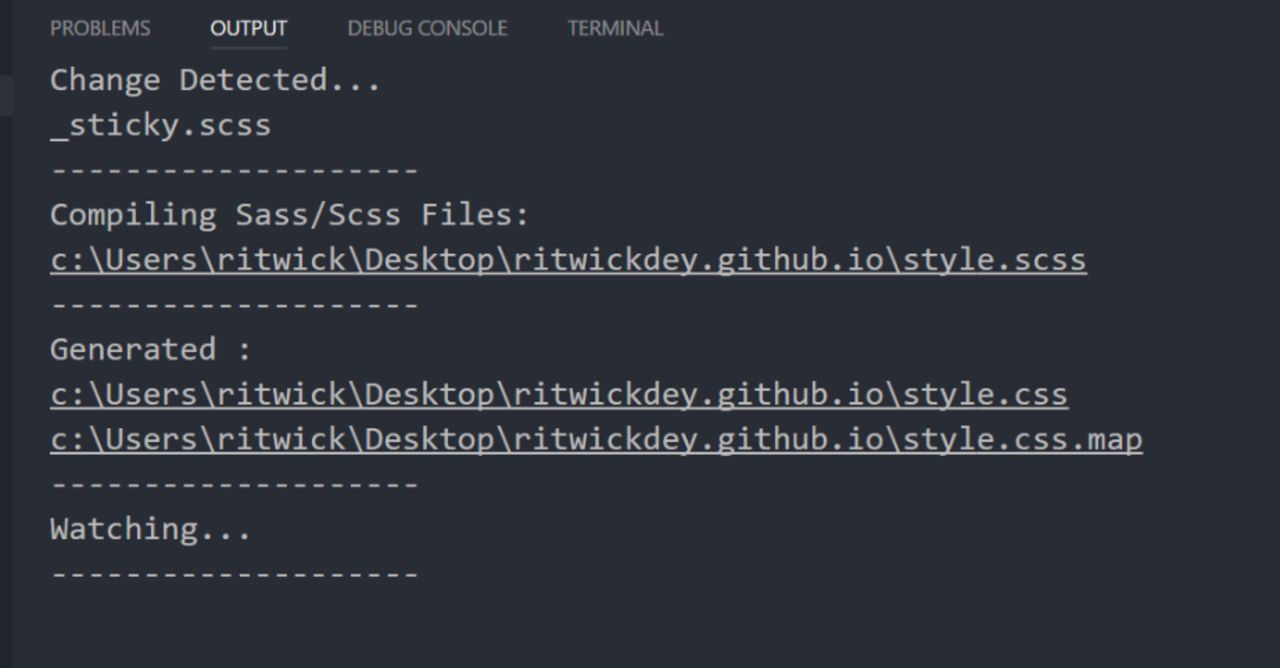 PROBLEMS OUTPUT DEBUG CONSOLE TERMINAL
Change Detected...
_sticky.scss
--------------------
Compiling Sass/Scss Files:
c:\Users\ritwick\Desktop\ritwickdey.github.io\style.scss
--------------------
Generated :
c:\Users\ritwick\Desktop\ritwickdey.github.io\style.css
c:\Users\ritwick\Desktop\ritwickdey.github.io\style.css.map
--------------------
Watching...
--------------------